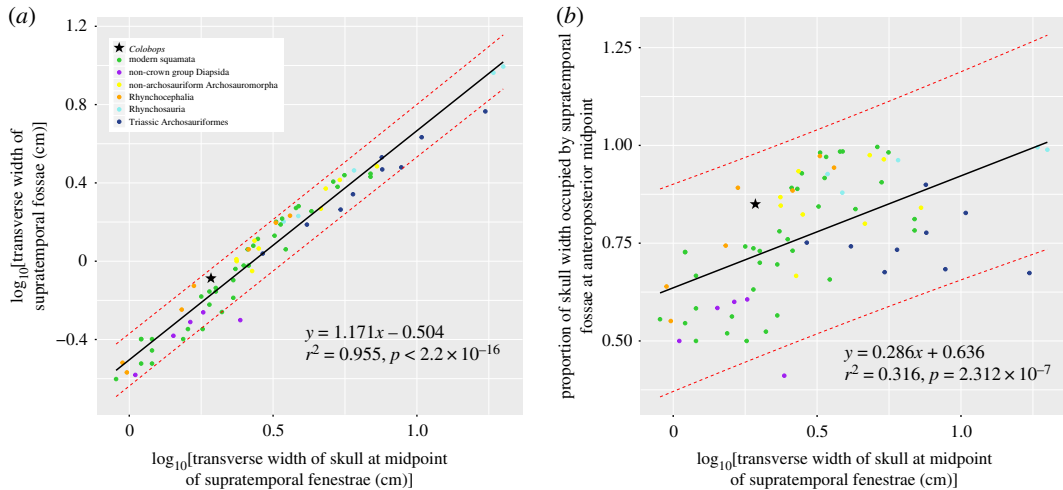 (a)
1.2
0.8
0.4
0
−0.4
log10[transverse width of
supratemporal fossae (cm)]
Colobops
modern squamata
non-crown group Diapsida
non-archosauriform Archosauromorpha
Rhynchocephalia
Rhynchosauria
Triassic Archosauriformes
y = 1.171x – 0.504
r² = 0.955, p < 2.2 × 10⁻¹⁶
0
0.5
1.0
log10[transverse width of skull at midpoint
of supratemporal fenestrae (cm)]
(b)
1.25
1.00
0.75
0.50
proportion of skull width occupied by supratemporal
fossae at anteroposterior midpoint
y = 0.286x + 0.636
r² = 0.316, p = 2.312 × 10⁻⁷
0
0.5
1.0
log10[transverse width of skull at midpoint
of supratemporal fenestrae (cm)]